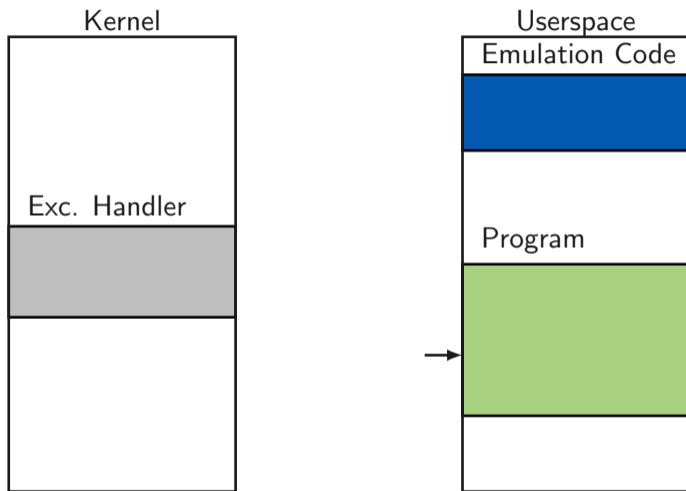 Kernel
Userspace
Emulation Code
Exc. Handler
Program